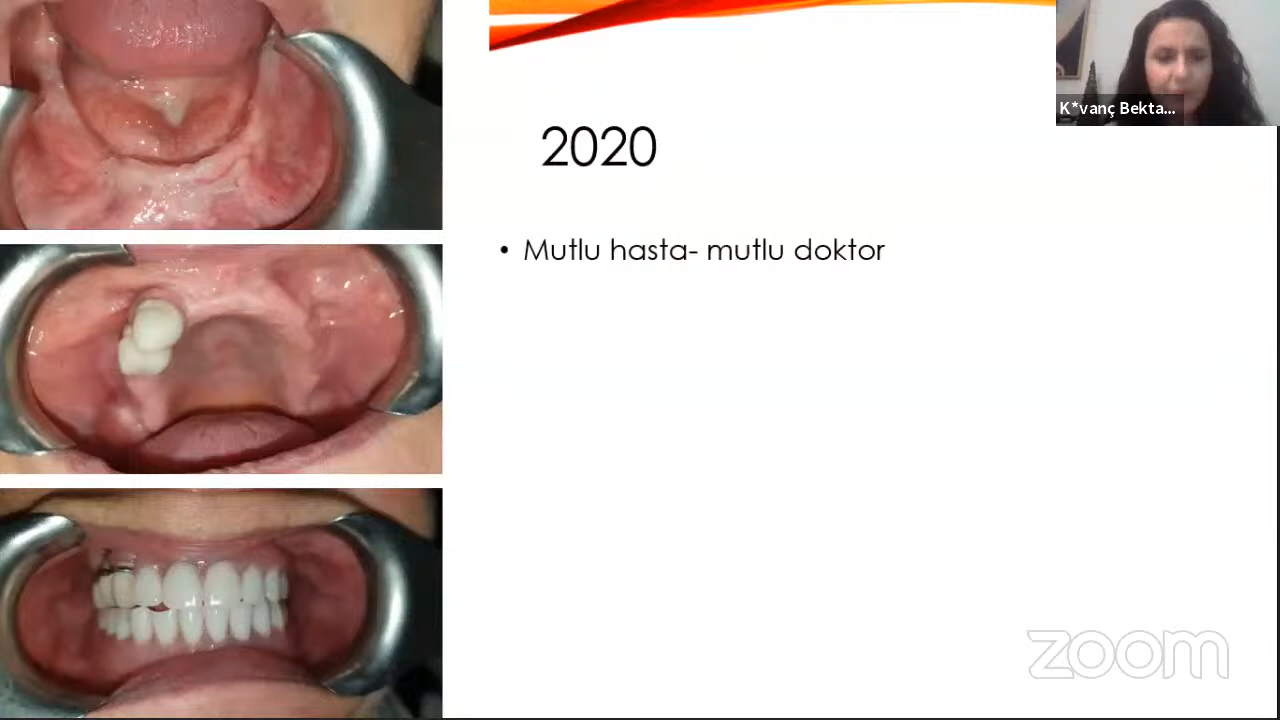 K*vanç Bekta...
2020
• Mutlu hasta- mutlu doktor
zoom